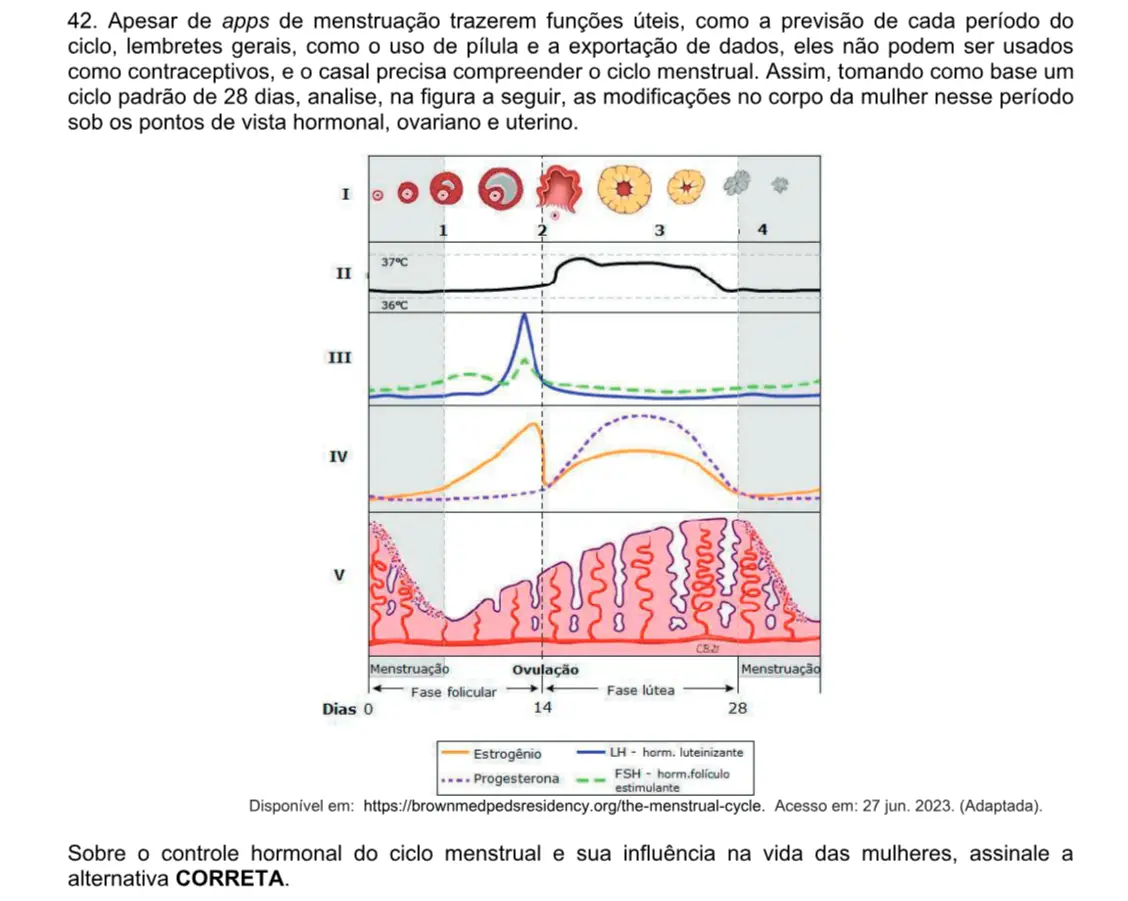 42. Apesar de apps de menstruação trazerem funções úteis, como a previsão de cada período do
ciclo, lembretes gerais, como o uso de pílula e a exportação de dados, eles não podem ser usados
como contraceptivos, e o casal precisa compreender o ciclo menstrual. Assim, tomando como base um
ciclo padrão de 28 dias, analise, na figura a seguir, as modificações no corpo da mulher nesse período
sob os pontos de vista hormonal, ovariano e uterino.
I
1 2 3 4
II
37ºC
36ºC
III
IV
V
CB21
Menstruação Ovulação Menstruação
Fase folicular Fase lútea
Dias 0 14 28
Estrogênio LH - horm. luteinizante
Progesterona FSH - horm.folículo
estimulante
Disponível em: https://brownmedpedsresidency.org/the-menstrual-cycle. Acesso em: 27 jun. 2023. (Adaptada).
Sobre o controle hormonal do ciclo menstrual e sua influência na vida das mulheres, assinale a
alternativa CORRETA.